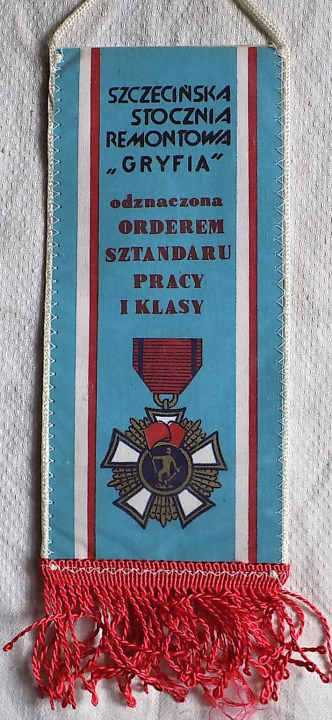 SZCZECIŃSKA
STOCZNIA
REMONTOWA
„GRYFIA”
odznaczona
ORDEREM
SZTANDARU
PRACY
I KLASY